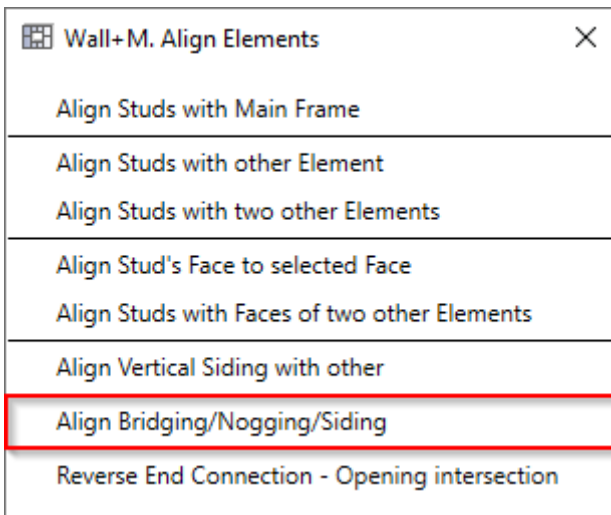 Wall+M. Align Elements
Align Studs with Main Frame
Align Studs with other Element
Align Studs with two other Elements
Align Stud's Face to selected Face
Align Studs with Faces of two other Elements
Align Vertical Siding with other
Align Bridging/Nogging/Siding
Reverse End Connection - Opening intersection